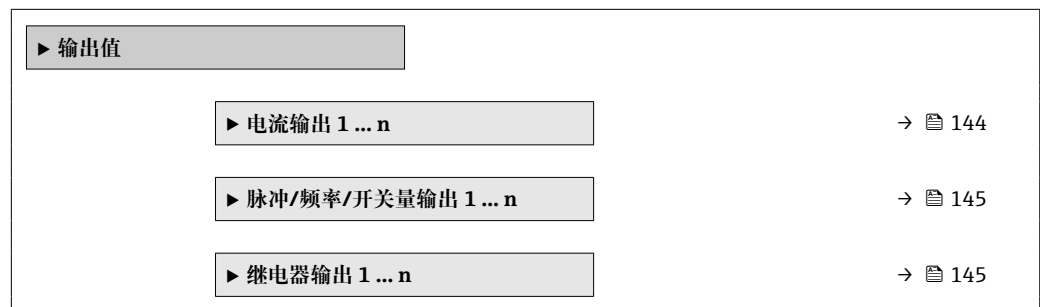 ▶ 输出值
▶ 电流输出 1 ... n → 144
▶ 脉冲/频率/开关量输出 1 ... n → 145
▶ 继电器输出 1 ... n → 145